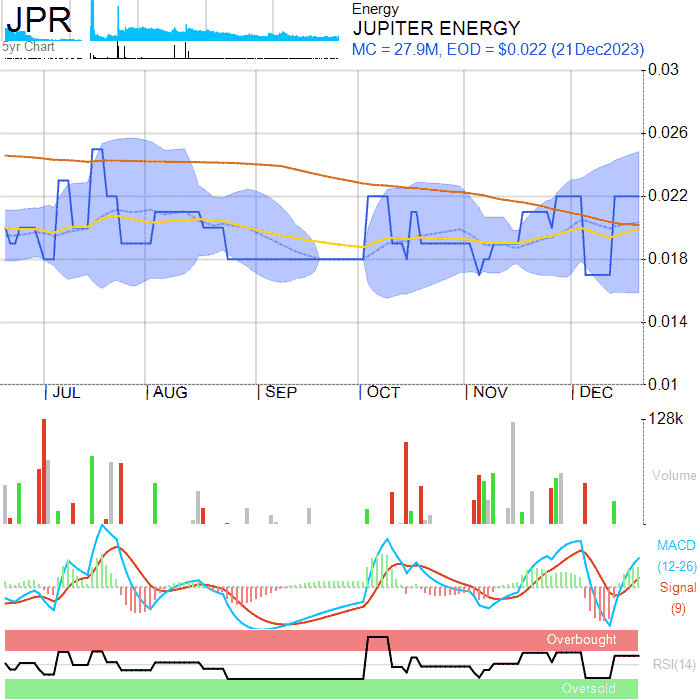 JPR
5yr Chart
Energy
JUPITER ENERGY
MC = 27.9M, EOD = $0.022 (21Dec2023)
0.03
0.026
0.022
0.018
0.014
0.01
JUL AUG SEP OCT NOV DEC
128k
Volume
MACD
(12-26)
Signal
(9)
Overbought
RSI(14)
Oversold